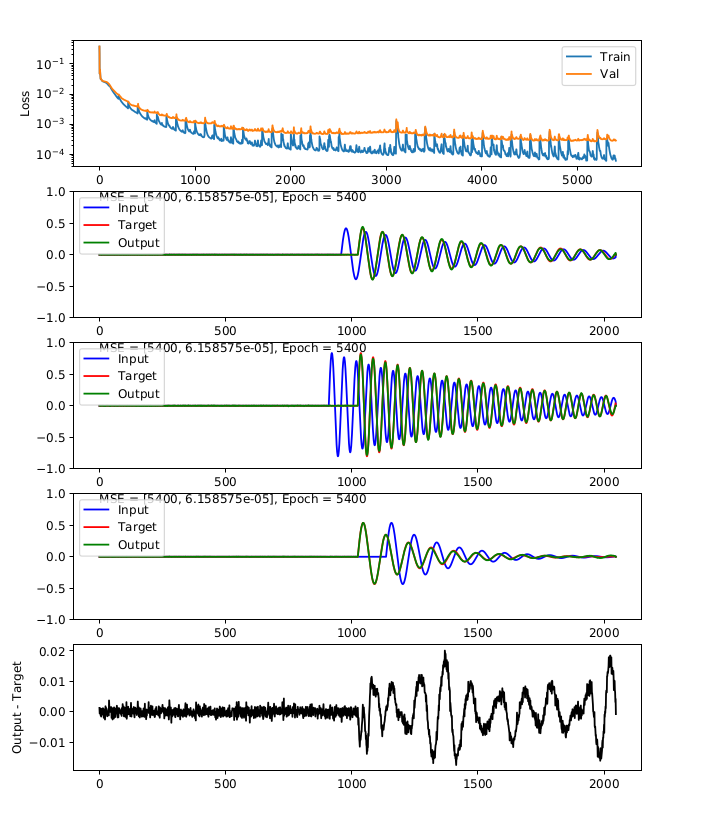 Loss
10⁻¹
10⁻²
10⁻³
10⁻⁴
Train
Val
0 1000 2000 3000 4000 5000
MSE = [5400, 6.158575e-05], Epoch = 5400
1.0
0.5
0.0
−0.5
−1.0
Input
Target
Output
0 500 1000 1500 2000
MSE = [5400, 6.158575e-05], Epoch = 5400
1.0
0.5
0.0
−0.5
−1.0
Input
Target
Output
0 500 1000 1500 2000
MSE = [5400, 6.158575e-05], Epoch = 5400
1.0
0.5
0.0
−0.5
−1.0
Input
Target
Output
0 500 1000 1500 2000
Output - Target
0.02
0.01
0.00
−0.01
0 500 1000 1500 2000